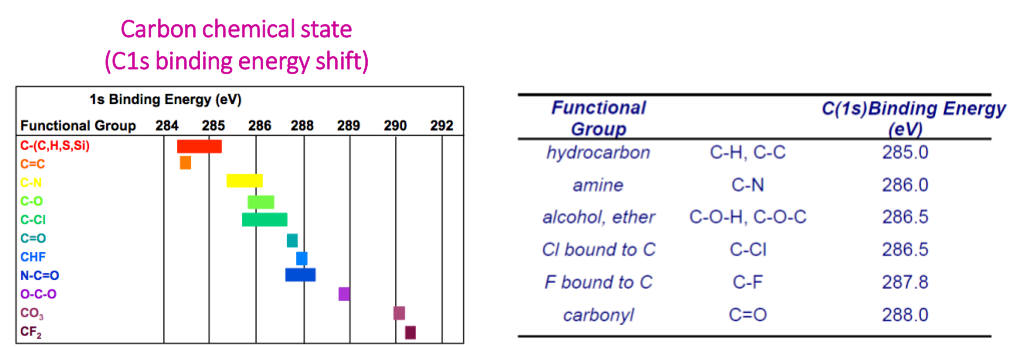 Carbon chemical state
(C1s binding energy shift)
1s Binding Energy (eV)
Functional Group 284 285 286 288 289 290 292
C-(C,H,S,Si)
C=C
C-N
C-O
C-Cl
C=O
CHF
N-C=O
O-C-O
CO₃
CF₂
Functional C(1s)Binding Energy
Group (eV)
hydrocarbon C-H, C-C 285.0
amine C-N 286.0
alcohol, ether C-O-H, C-O-C 286.5
Cl bound to C C-Cl 286.5
F bound to C C-F 287.8
carbonyl C=O 288.0